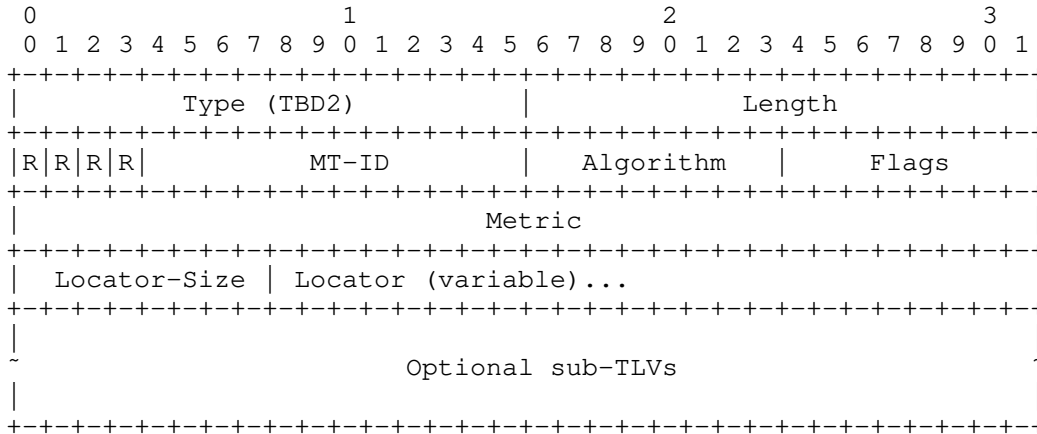 0                   1                   2                   3
 0 1 2 3 4 5 6 7 8 9 0 1 2 3 4 5 6 7 8 9 0 1 2 3 4 5 6 7 8 9 0 1
+-+-+-+-+-+-+-+-+-+-+-+-+-+-+-+-+-+-+-+-+-+-+-+-+-+-+-+-+-+-+-+-
|          Type (TBD2)          |             Length
+-+-+-+-+-+-+-+-+-+-+-+-+-+-+-+-+-+-+-+-+-+-+-+-+-+-+-+-+-+-+-+-
|R|R|R|R|          MT-ID        |   Algorithm   |     Flags
+-+-+-+-+-+-+-+-+-+-+-+-+-+-+-+-+-+-+-+-+-+-+-+-+-+-+-+-+-+-+-+-
|                             Metric
+-+-+-+-+-+-+-+-+-+-+-+-+-+-+-+-+-+-+-+-+-+-+-+-+-+-+-+-+-+-+-+-
|  Locator-Size | Locator (variable)...
+-+-+-+-+-+-+-+-+-+-+-+-+-+-+-+-+-+-+-+-+-+-+-+-+-+-+-+-+-+-+-+-
|
~                        Optional sub-TLVs                      ~
|
+-+-+-+-+-+-+-+-+-+-+-+-+-+-+-+-+-+-+-+-+-+-+-+-+-+-+-+-+-+-+-+-